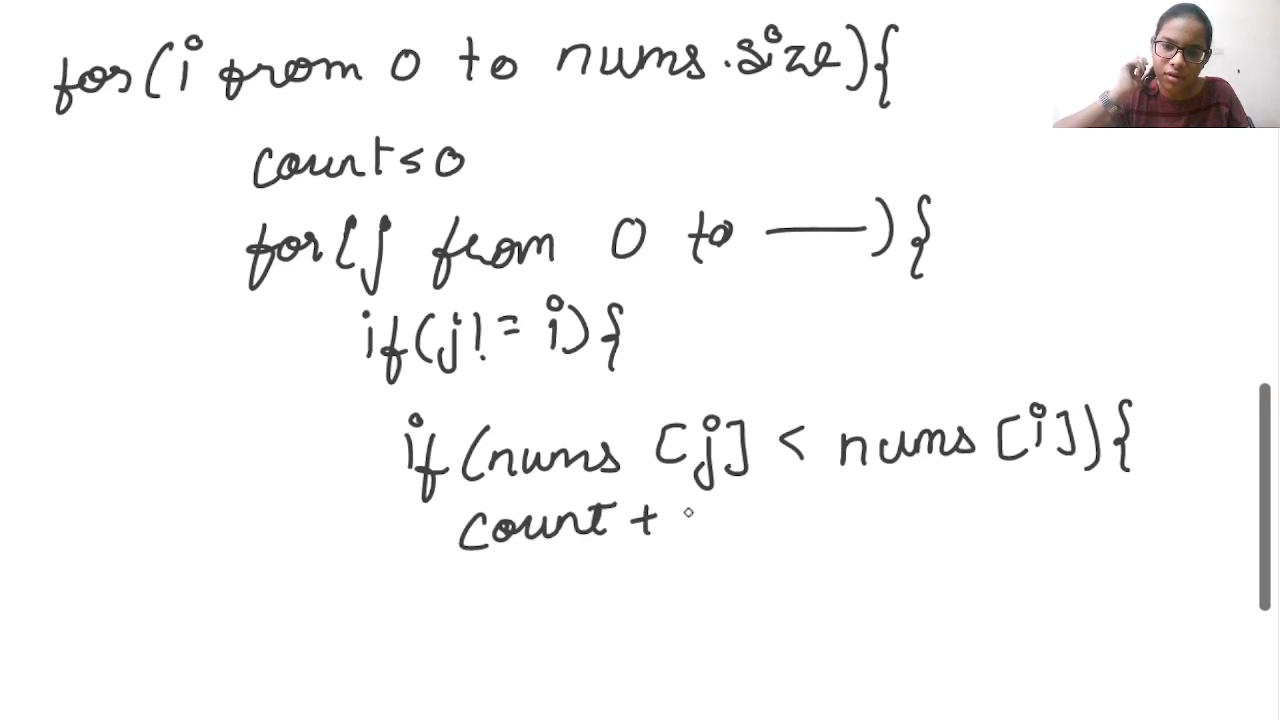 for(i from 0 to nums.size){
count=0
for(j from 0 to —){
if(j!=i){
if(nums[j] < nums[i]){
count +